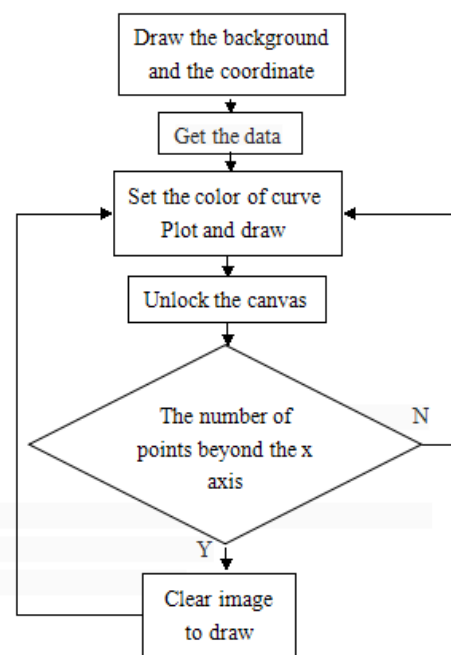 Draw the background
and the coordinate
Get the data
Set the color of curve
Plot and draw
Unlock the canvas
The number of
points beyond the x
axis
N
Y
Clear image
to draw